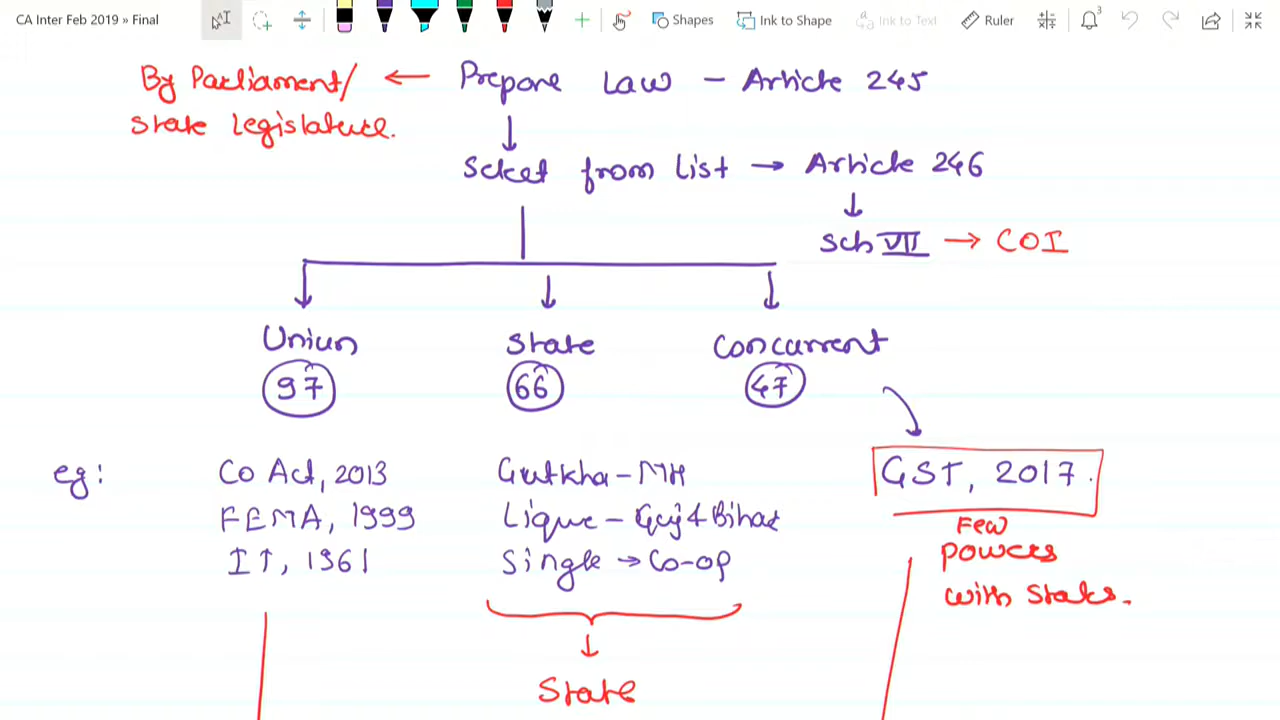 CA Inter Feb 2019 » Final
Shapes
Ink to Shape
Ink to Text
Ruler
3
By Parliament/ ← Prepare Law – Article 245
State legislature.
Select from list → Article 246
Sch VII → COI
Union State Concurrent
97 66 47
eg: Co Act, 2013 Gutkha – MH GST, 2017.
FEMA, 1999 Lique – Guj & Bihar Few
IT, 1961 Single → Co-op powers
with States.
State